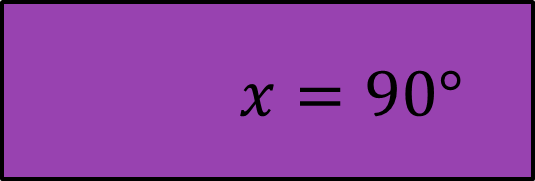 x = 90°